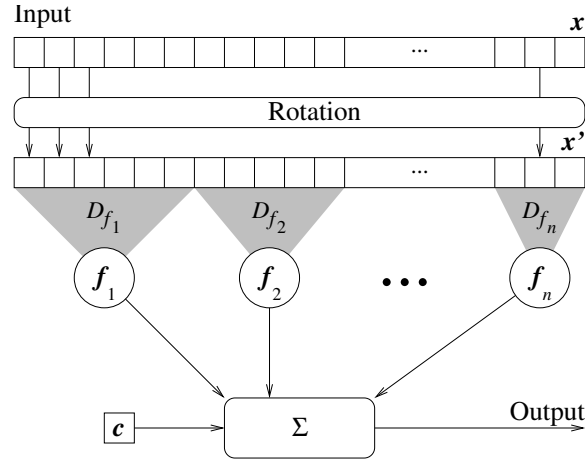 Input
x
...
Rotation
x'
...
D_{f_1} D_{f_2} D_{f_n}
f_1 f_2 ... f_n
c Σ Output